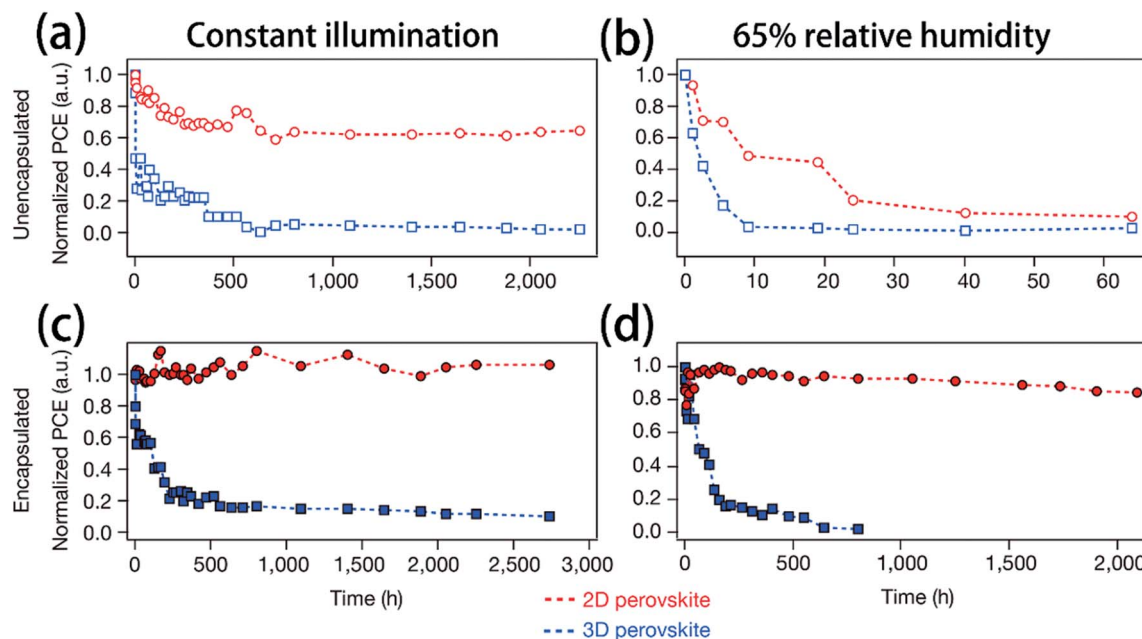 (a) Constant illumination
(b) 65% relative humidity
Unencapsulated
Normalized PCE (a.u.)
1.0
0.8
0.6
0.4
0.2
0.0
0 500 1,000 1,500 2,000
1.0
0.8
0.6
0.4
0.2
0.0
0 10 20 30 40 50 60
(c)
Encapsulated
Normalized PCE (a.u.)
1.0
0.8
0.6
0.4
0.2
0.0
0 500 1,000 1,500 2,000 2,500 3,000
Time (h)
(d)
1.0
0.8
0.6
0.4
0.2
0.0
0 500 1,000 1,500 2,000
Time (h)
2D perovskite
3D perovskite